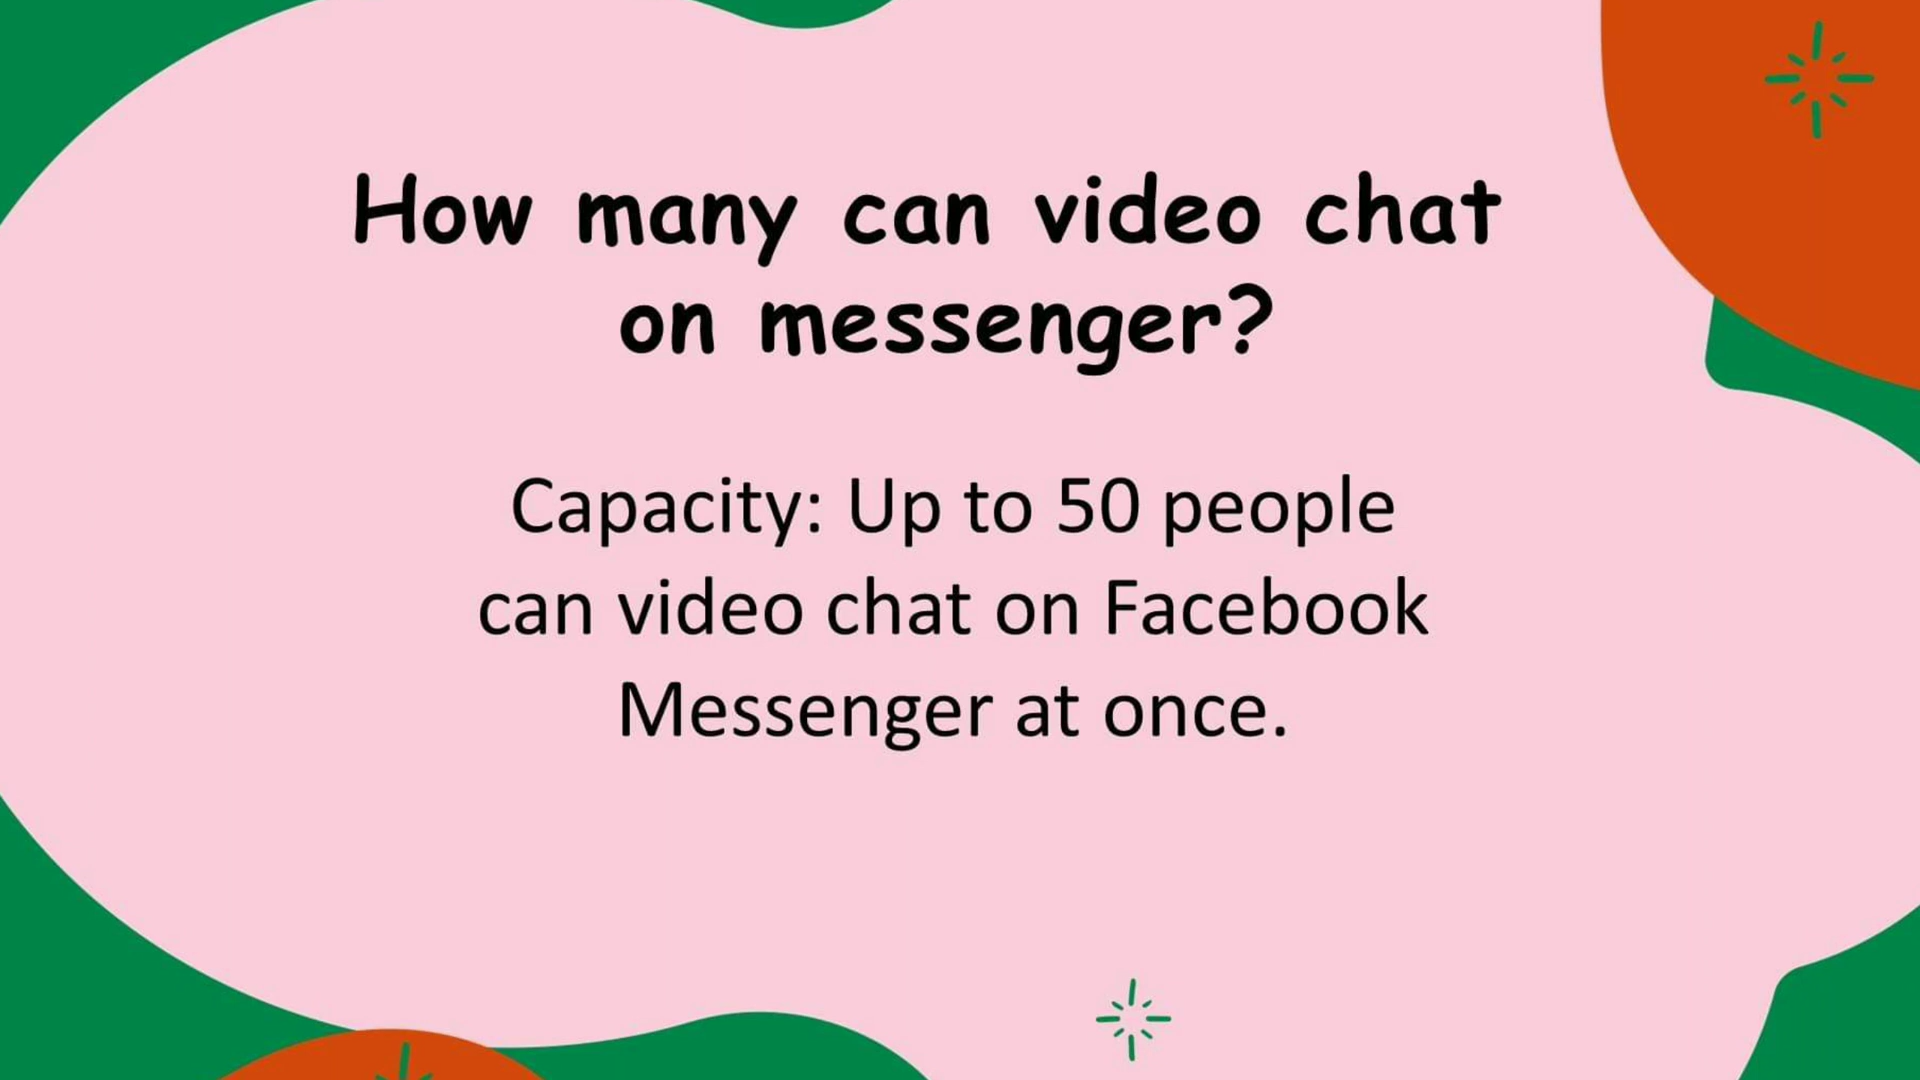 How many can video chat
on messenger?
Capacity: Up to 50 people
can video chat on Facebook
Messenger at once.